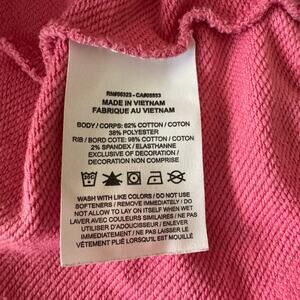 RN#56323 - CA#05553
MADE IN VIETNAM
FABRIQUE AU VIETNAM
BODY / CORPS: 62% COTTON / COTON
38% POLYESTER
RIB / BORD COTE: 98% COTTON / COTON
2% SPANDEX / ELASTHANNE
EXCLUSIVE OF DECORATION /
DECORATION NON COMPRISE
WASH WITH LIKE COLORS / DO NOT USE
SOFTENERS / REMOVE IMMEDIATELY / DO
NOT ALLOW TO LAY ON ITSELF WHEN WET
LAVER AVEC COULEURS SIMILAIRES / NE PAS
UTILISER D'ADOUCISSEUR / ENLEVER
IMMÉDIATEMENT / NE PAS LAISSER LE
VÊTEMENT PLIÉ LORSQU'IL EST MOUILLÉ